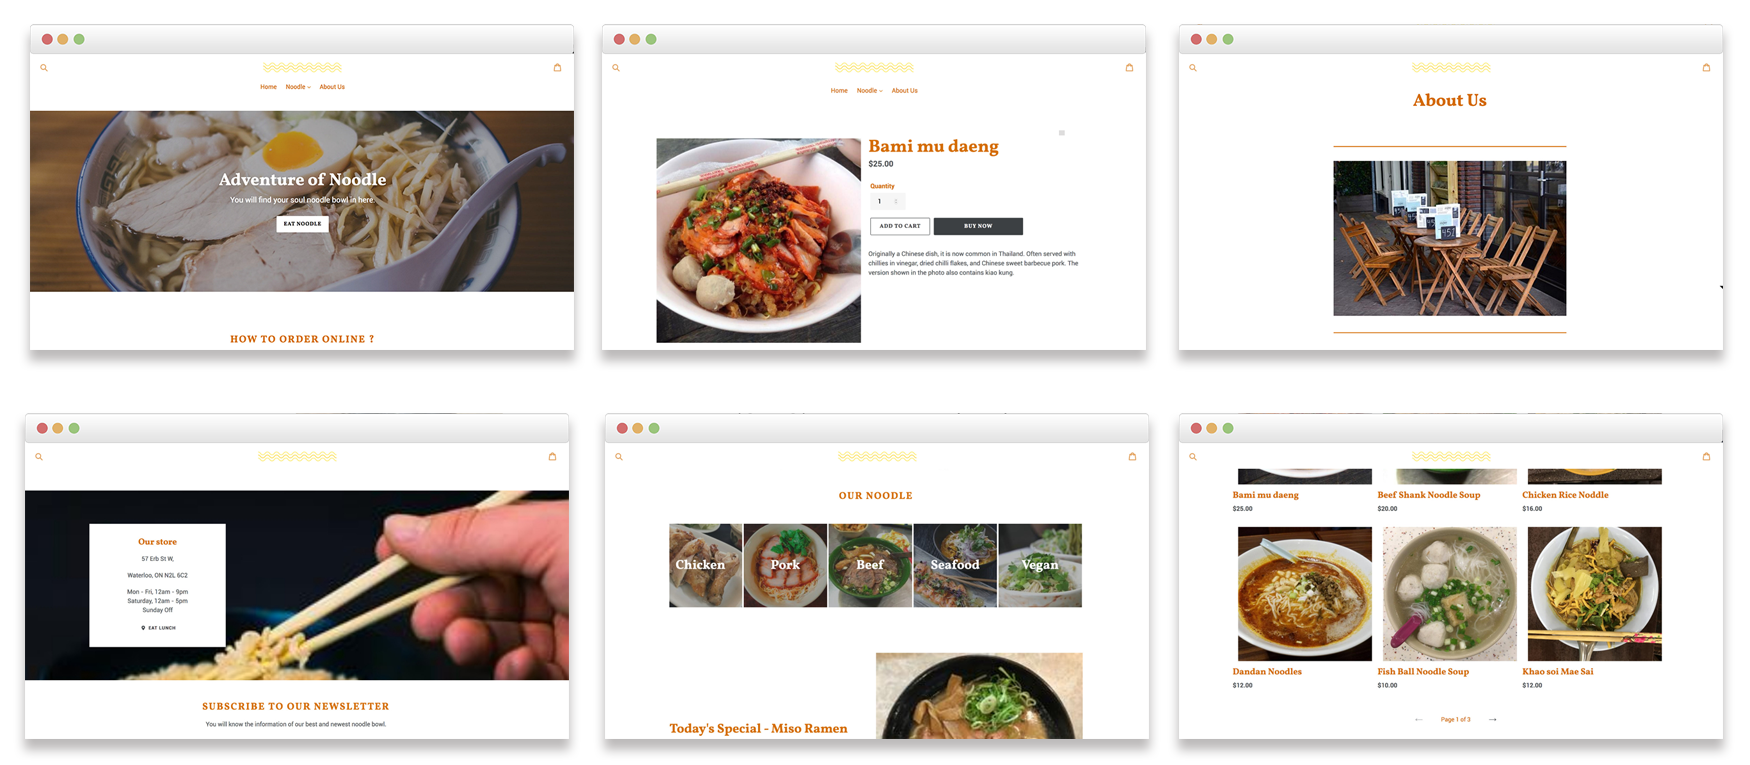 Home Noodle About Us
Adventure of Noodle
You will find your soul noodle bowl in here.
EAT NOODLE
HOW TO ORDER ONLINE ?
Home Noodle About Us
Bami mu daeng
$25.00
Quantity
1
ADD TO CART BUY NOW
Originally a Chinese dish, it is now common in Thailand. Often served with
chillies in vinegar, dried chilli flakes, and Chinese sweet barbecue pork. The
version shown in the photo also contains kiao kung.
About Us
451
451
Our store
57 Erb St W,
Waterloo, ON N2L 6C2
Mon - Fri, 12am - 9pm
Saturday, 12am - 5pm
Sunday Off
EAT LUNCH
SUBSCRIBE TO OUR NEWSLETTER
You will know the information of our best and newest noodle bowl.
OUR NOODLE
Chicken Pork Beef Seafood Vegan
Today's Special - Miso Ramen
Bami mu daeng Beef Shank Noodle Soup Chicken Rice Noddle
$25.00 $20.00 $16.00
Dandan Noodles Fish Ball Noodle Soup Khao soi Mae Sai
$12.00 $10.00 $12.00
← Page 1 of 3 →